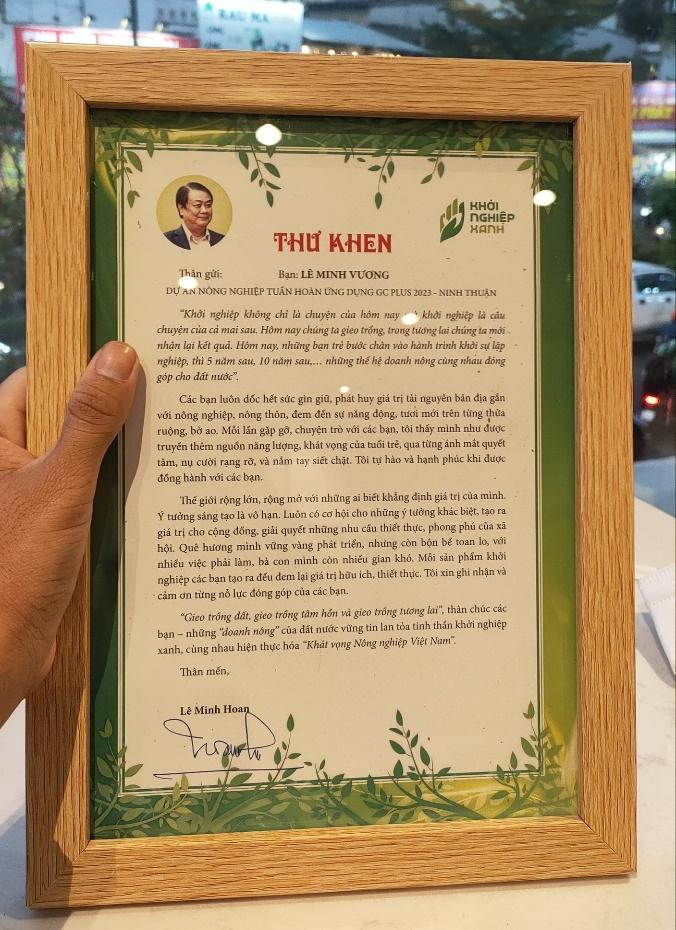 RAU MÁ
KHỞI
NGHIỆP
XANH
THƯ KHEN
Thân gửi: Bạn: LÊ MINH VƯƠNG
DỰ ÁN NÔNG NGHIỆP TUẦN HOÀN ỨNG DỤNG GC PLUS 2023 - NINH THUẬN
"Khởi nghiệp không chỉ là chuyện của hôm nay mà khởi nghiệp là câu
chuyện của cả mai sau. Hôm nay chúng ta gieo trồng, trong tương lai chúng ta mới
nhận lại kết quả. Hôm nay, những bạn trẻ bước chân vào hành trình khởi sự lập
nghiệp, thì 5 năm sau, 10 năm sau,... những thế hệ doanh nông cùng nhau đóng
góp cho đất nước".
Các bạn luôn dốc hết sức gìn giữ, phát huy giá trị tài nguyên bản địa gắn
với nông nghiệp, nông thôn, đem đến sự năng động, tươi mới trên từng thửa
ruộng, bờ ao. Mỗi lần gặp gỡ, chuyện trò với các bạn, tôi thấy mình như được
truyền thêm nguồn năng lượng, khát vọng của tuổi trẻ, qua từng ánh mắt quyết
tâm, nụ cười rạng rỡ, và nắm tay siết chặt. Tôi tự hào và hạnh phúc khi được
đồng hành với các bạn.
Thế giới rộng lớn, rộng mở với những ai biết khẳng định giá trị của mình.
Ý tưởng sáng tạo là vô hạn. Luôn có cơ hội cho những ý tưởng khác biệt, tạo ra
giá trị cho cộng đồng, giải quyết những nhu cầu thiết thực, phong phú của xã
hội. Quê hương mình vững vàng phát triển, nhưng còn bộn bề toan lo, với
nhiều việc phải làm, bà con mình còn nhiều gian khó. Mỗi sản phẩm khởi
nghiệp các bạn tạo ra đều đem lại giá trị hữu ích, thiết thực. Tôi xin ghi nhận và
cảm ơn từng nỗ lực đóng góp của các bạn.
"Gieo trồng đất, gieo trồng tâm hồn và gieo trồng tương lai", thân chúc các
bạn – những "doanh nông" của đất nước vững tin lan tỏa tinh thần khởi nghiệp
xanh, cùng nhau hiện thực hóa "Khát vọng Nông nghiệp Việt Nam".
Thân mến,
Lê Minh Hoan